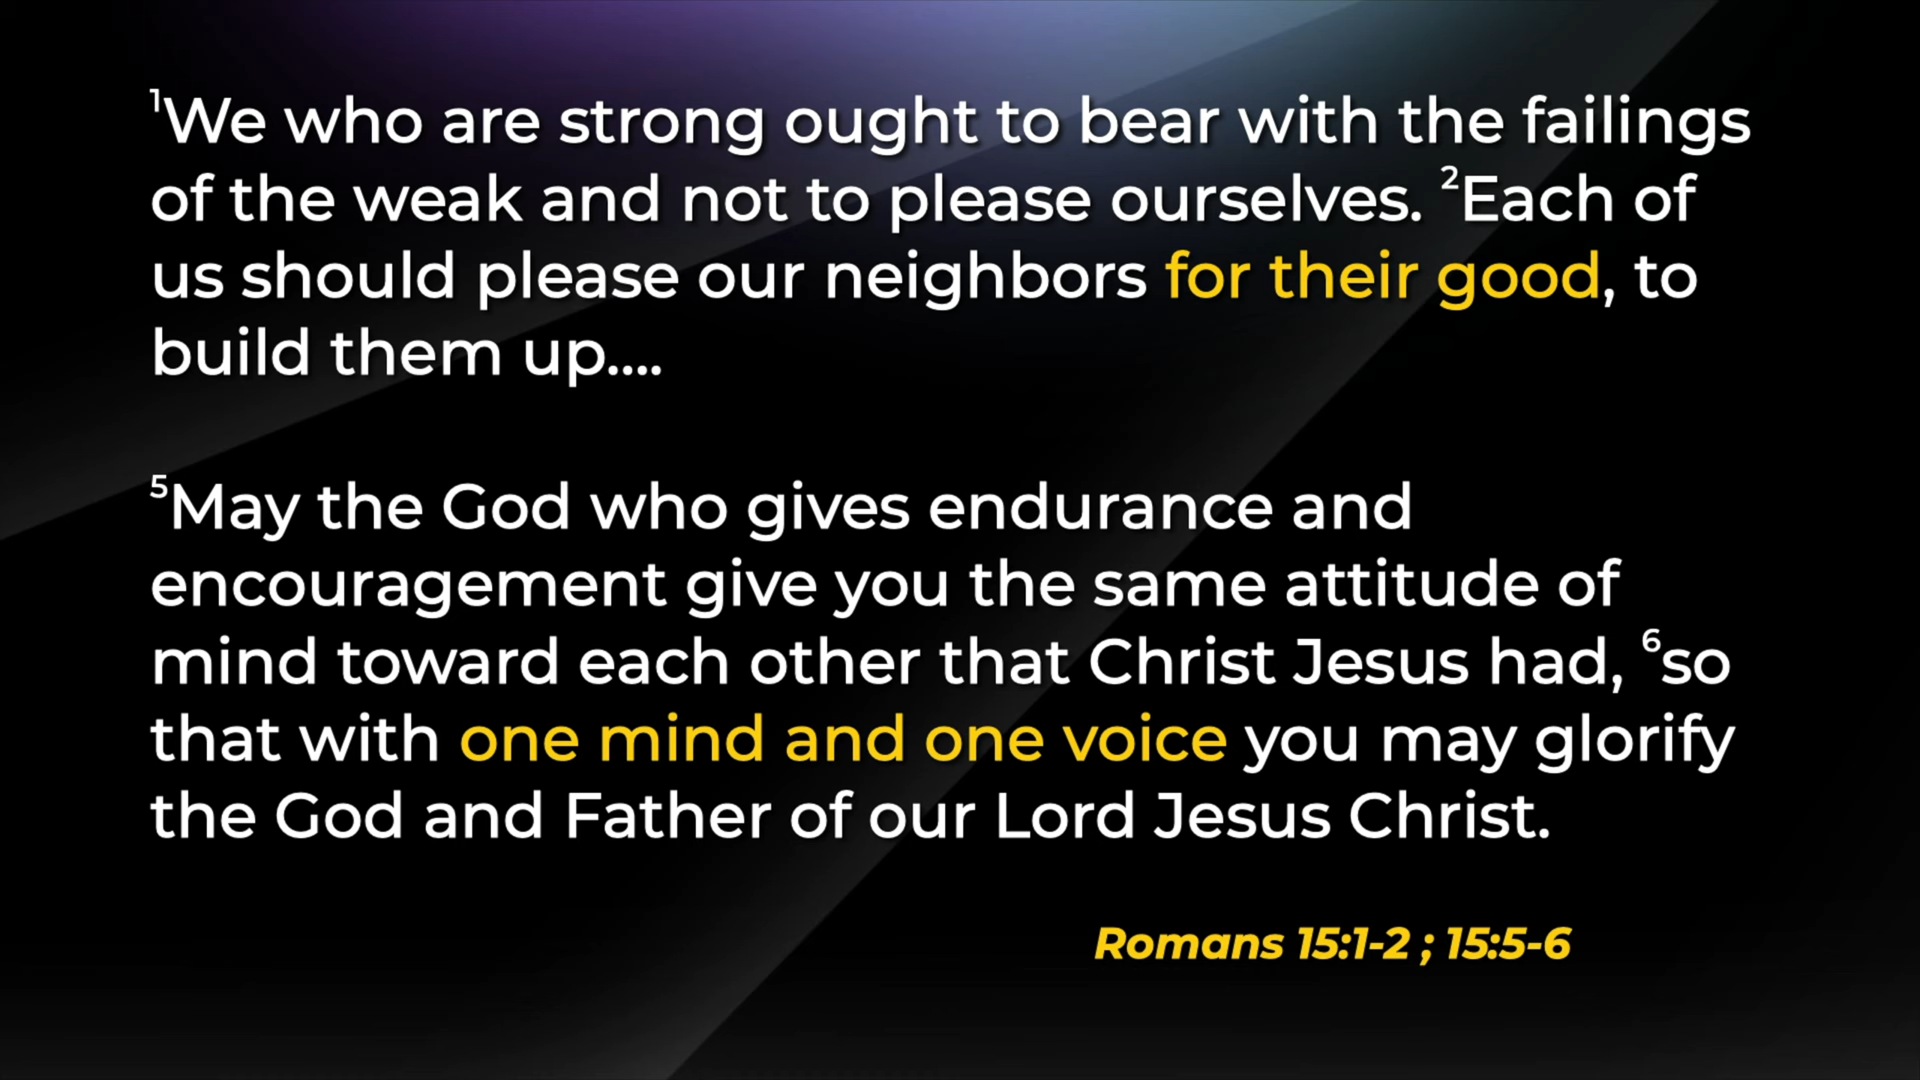 ¹We who are strong ought to bear with the failings
of the weak and not to please ourselves. ²Each of
us should please our neighbors for their good, to
build them up....
⁵May the God who gives endurance and
encouragement give you the same attitude of
mind toward each other that Christ Jesus had, ⁶so
that with one mind and one voice you may glorify
the God and Father of our Lord Jesus Christ.
Romans 15:1-2 ; 15:5-6